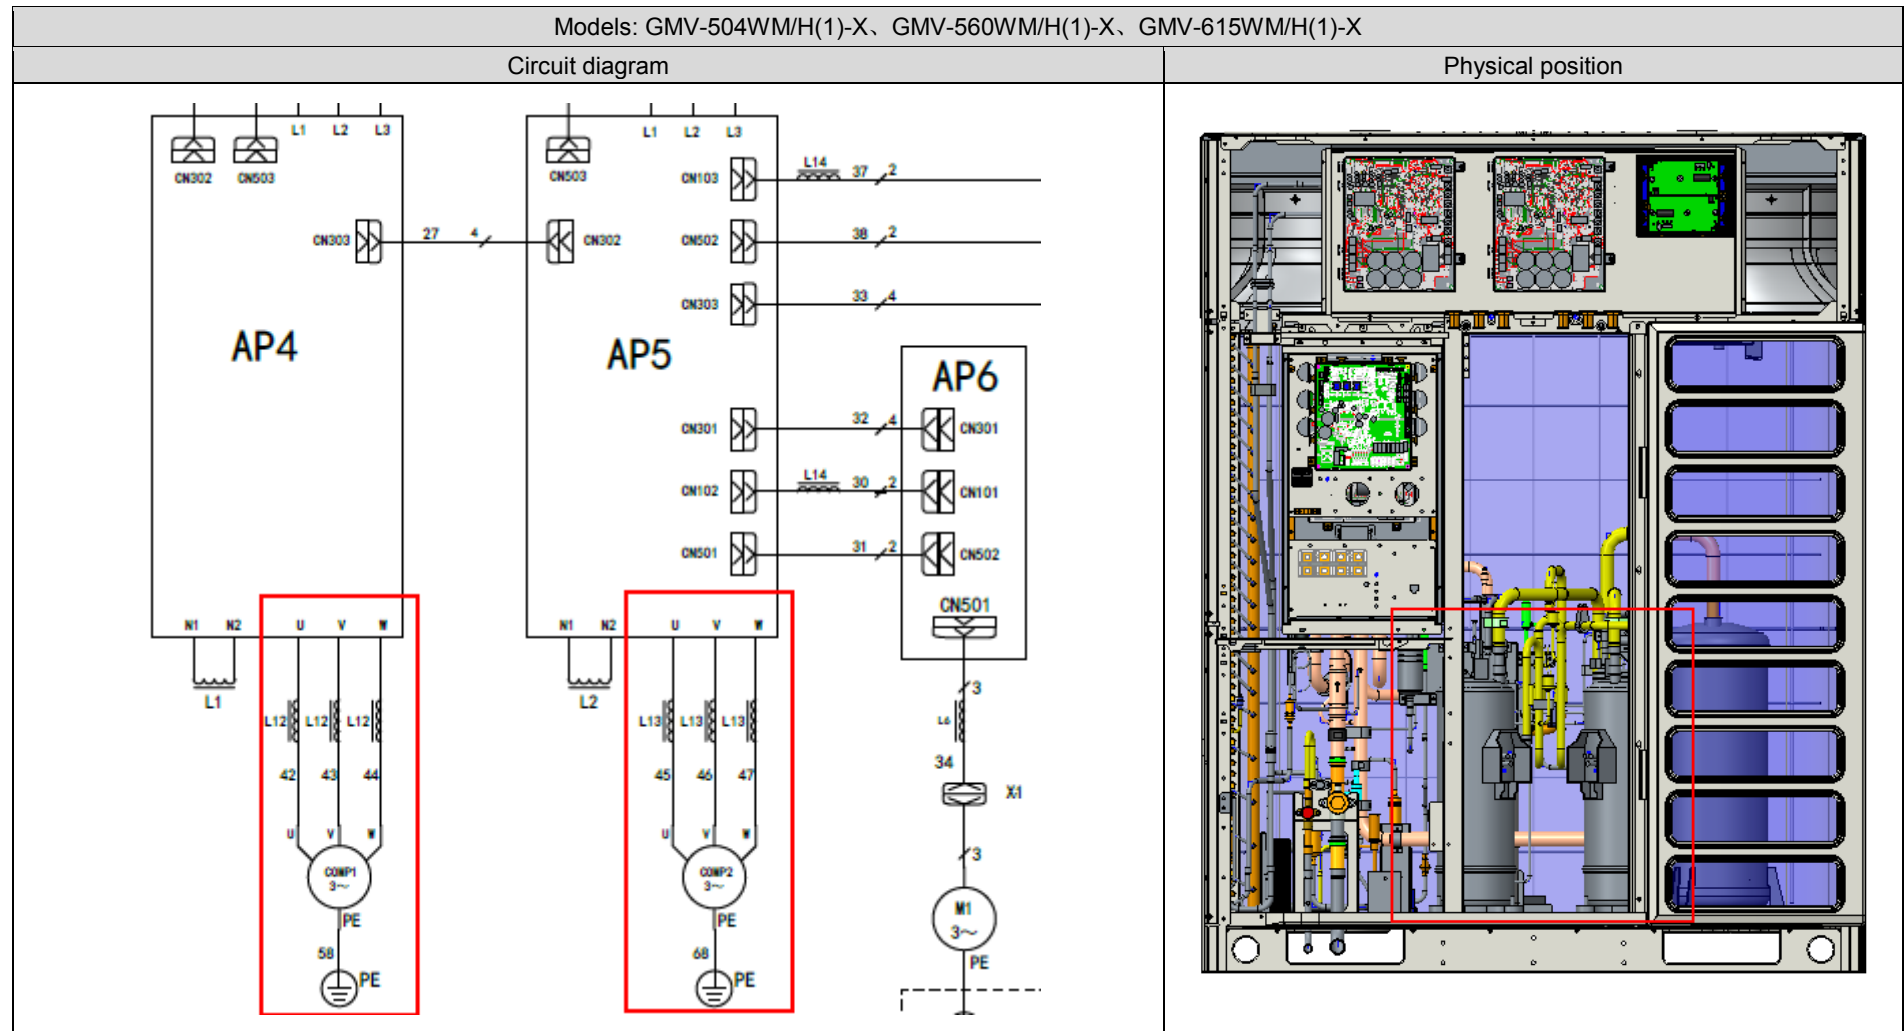 Models: GMV-504WM/H(1)-X、GMV-560WM/H(1)-X、GMV-615WM/H(1)-X
Circuit diagram
Physical position
L1 L2 L3
L1 L2 L3
CN302 CN503
CN503
CN103
L14
37
2
CN303
27
4
CN302
CN502
38
2
CN303
33
4
AP4
AP5
AP6
CN301
32
4
CN301
CN102
L14
30
2
CN101
CN501
31
2
CN502
CN501
N1 N2 U V W
N1 N2 U V W
L1
L2
3
L12 L12 L12
L13 L13 L13
L6
42 43 44
45 46 47
34
X1
U V W
U V W
3
COMP1
3~
COMP2
3~
M1
3~
PE
PE
PE
58
68
PE
PE